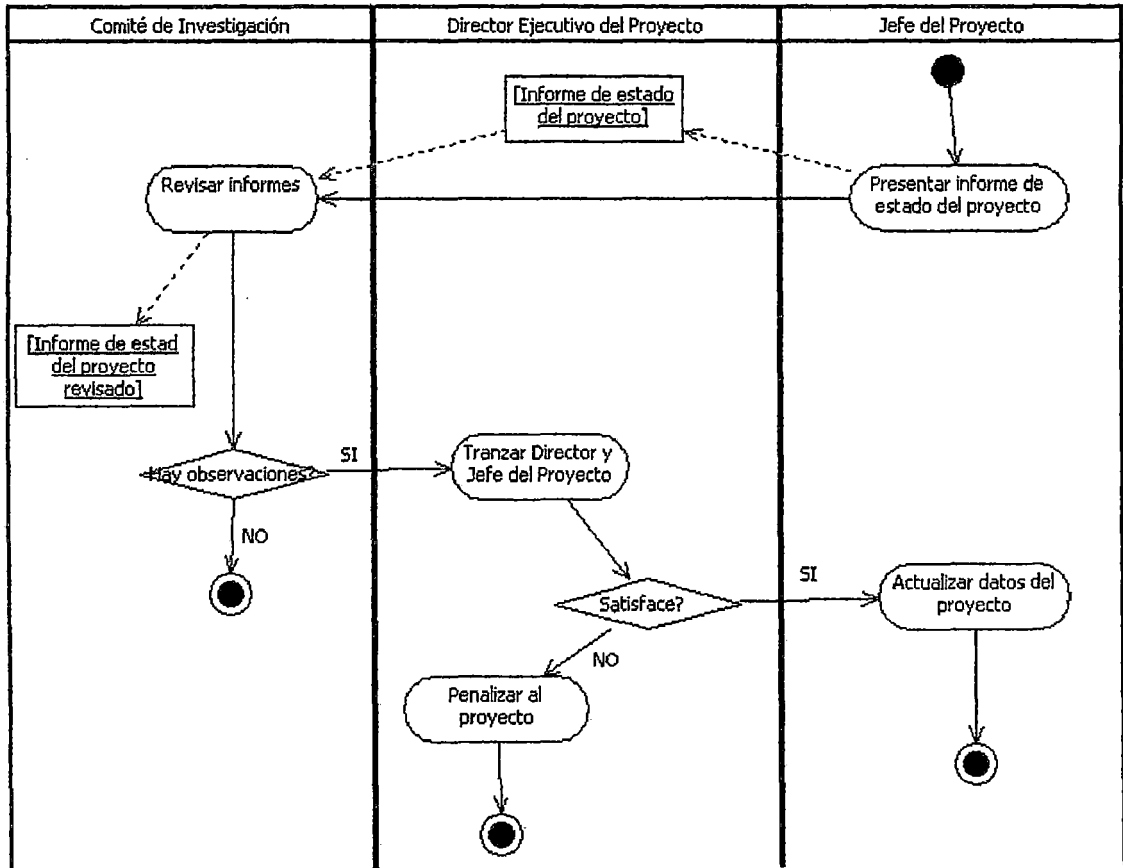 Comité de Investigación
Director Ejecutivo del Proyecto
Jefe del Proyecto
[Informe de estado
del proyecto]
Revisar informes
Presentar informe de
estado del proyecto
[Informe de estad
del proyecto
revisado]
Hay observaciones?
SI
Tranzar Director y
Jefe del Proyecto
NO
Satisface?
SI
Actualizar datos del
proyecto
NO
Penalizar al
proyecto